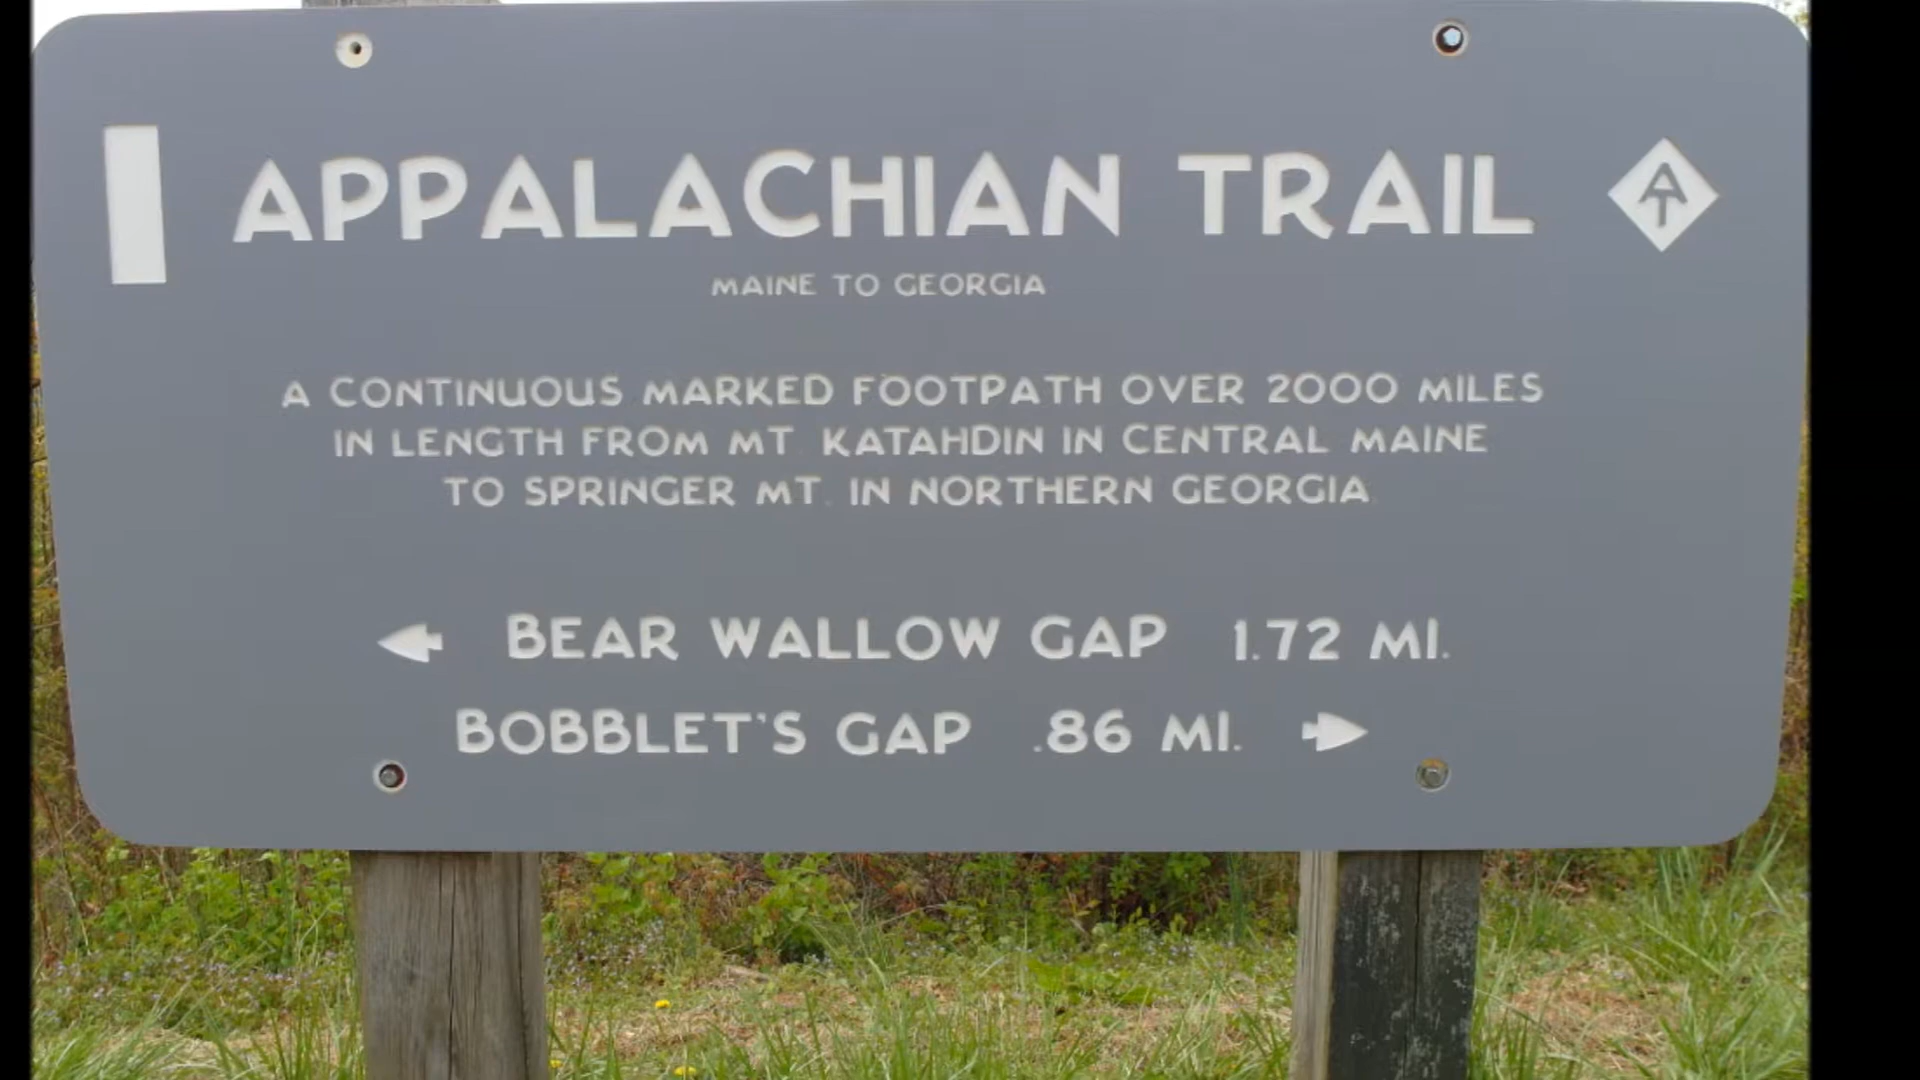 APPALACHIAN TRAIL
MAINE TO GEORGIA
A CONTINUOUS MARKED FOOTPATH OVER 2000 MILES
IN LENGTH FROM MT. KATAHDIN IN CENTRAL MAINE
TO SPRINGER MT. IN NORTHERN GEORGIA
BEAR WALLOW GAP 1.72 MI.
BOBBLET'S GAP .86 MI.